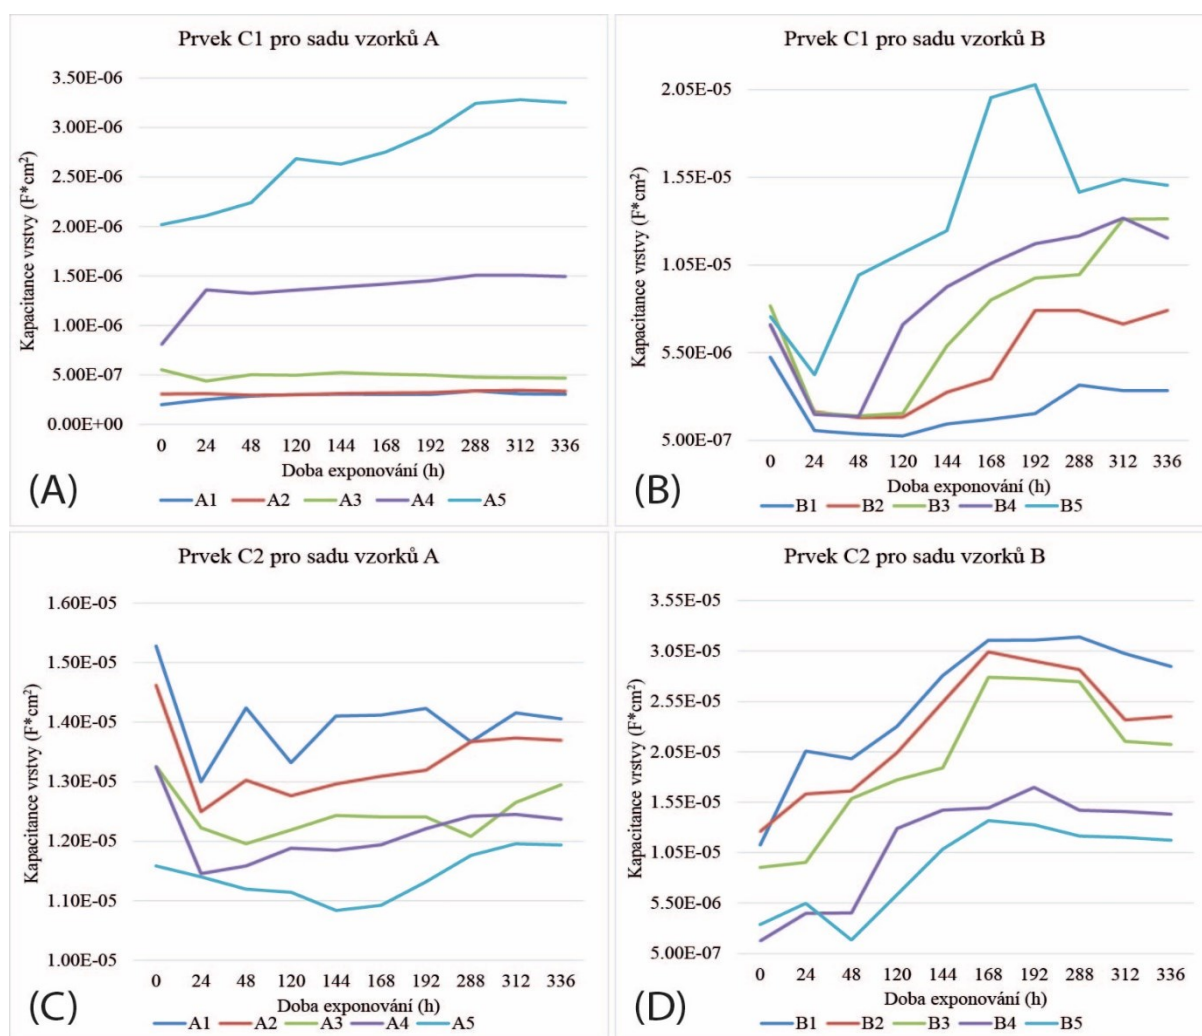 Prvek C1 pro sadu vzorků A
3.50E-06
3.00E-06
2.50E-06
2.00E-06
1.50E-06
1.00E-06
5.00E-07
0.00E+00
Kapacitance vrstvy (F*cm²)
0 24 48 120 144 168 192 288 312 336
Doba exponování (h)
(A)
A1 A2 A3 A4 A5
Prvek C1 pro sadu vzorků B
2.05E-05
1.55E-05
1.05E-05
5.50E-06
5.00E-07
Kapacitance vrstvy (F*cm²)
0 24 48 120 144 168 192 288 312 336
Doba exponování (h)
(B)
B1 B2 B3 B4 B5
Prvek C2 pro sadu vzorků A
1.60E-05
1.50E-05
1.40E-05
1.30E-05
1.20E-05
1.10E-05
1.00E-05
Kapacitance vrstvy (F*cm²)
0 24 48 120 144 168 192 288 312 336
Doba exponování (h)
(C)
A1 A2 A3 A4 A5
Prvek C2 pro sadu vzorků B
3.55E-05
3.05E-05
2.55E-05
2.05E-05
1.55E-05
1.05E-05
5.50E-06
5.00E-07
Kapacitance vrstvy (F*cm²)
0 24 48 120 144 168 192 288 312 336
Doba exponování (h)
(D)
B1 B2 B3 B4 B5